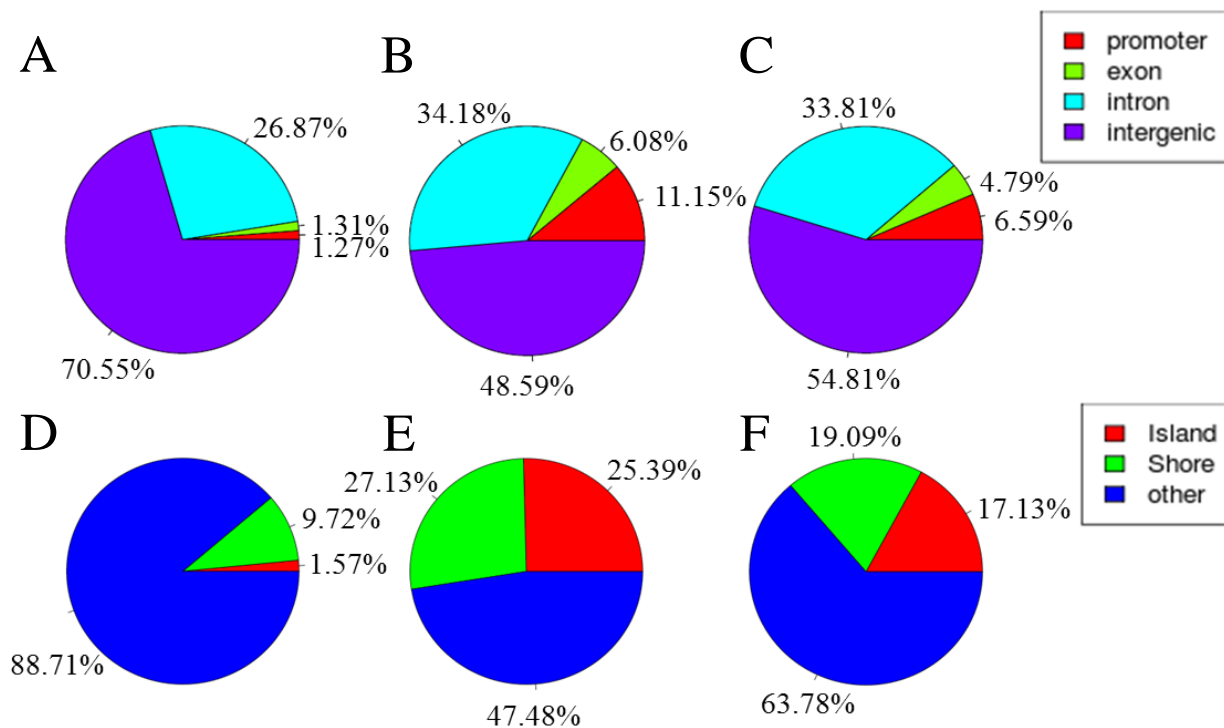 A
B
C
promoter
exon
intron
intergenic
26.87%
1.31%
1.27%
70.55%
34.18%
6.08%
11.15%
48.59%
33.81%
4.79%
6.59%
54.81%
D
E
F
Island
Shore
other
9.72%
1.57%
88.71%
27.13%
25.39%
47.48%
19.09%
17.13%
63.78%